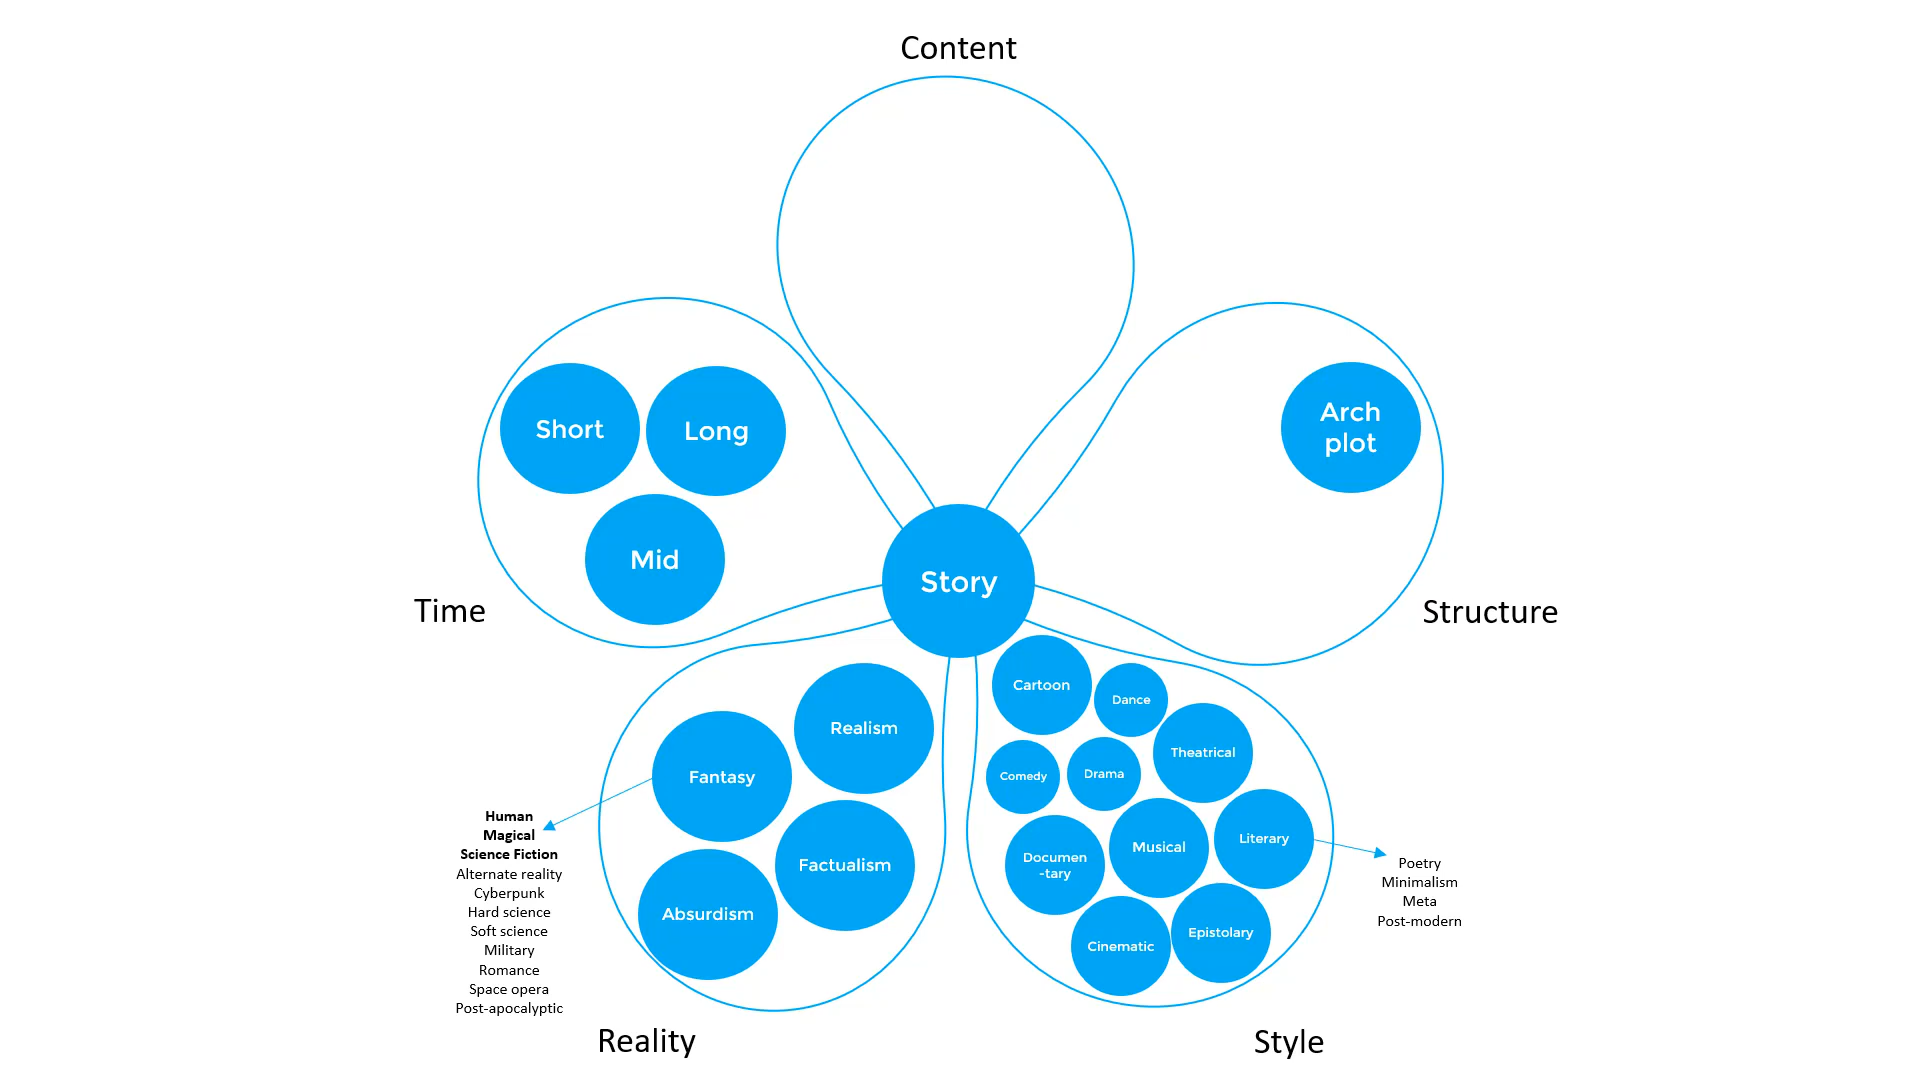 Content
Short
Long
Mid
Time
Arch
plot
Structure
Story
Realism
Fantasy
Factualism
Absurdism
Human
Magical
Science Fiction
Alternate reality
Cyberpunk
Hard science
Soft science
Military
Romance
Space opera
Post-apocalyptic
Reality
Cartoon
Dance
Theatrical
Comedy
Drama
Literary
Musical
Documen
-tary
Epistolary
Cinematic
Poetry
Minimalism
Meta
Post-modern
Style